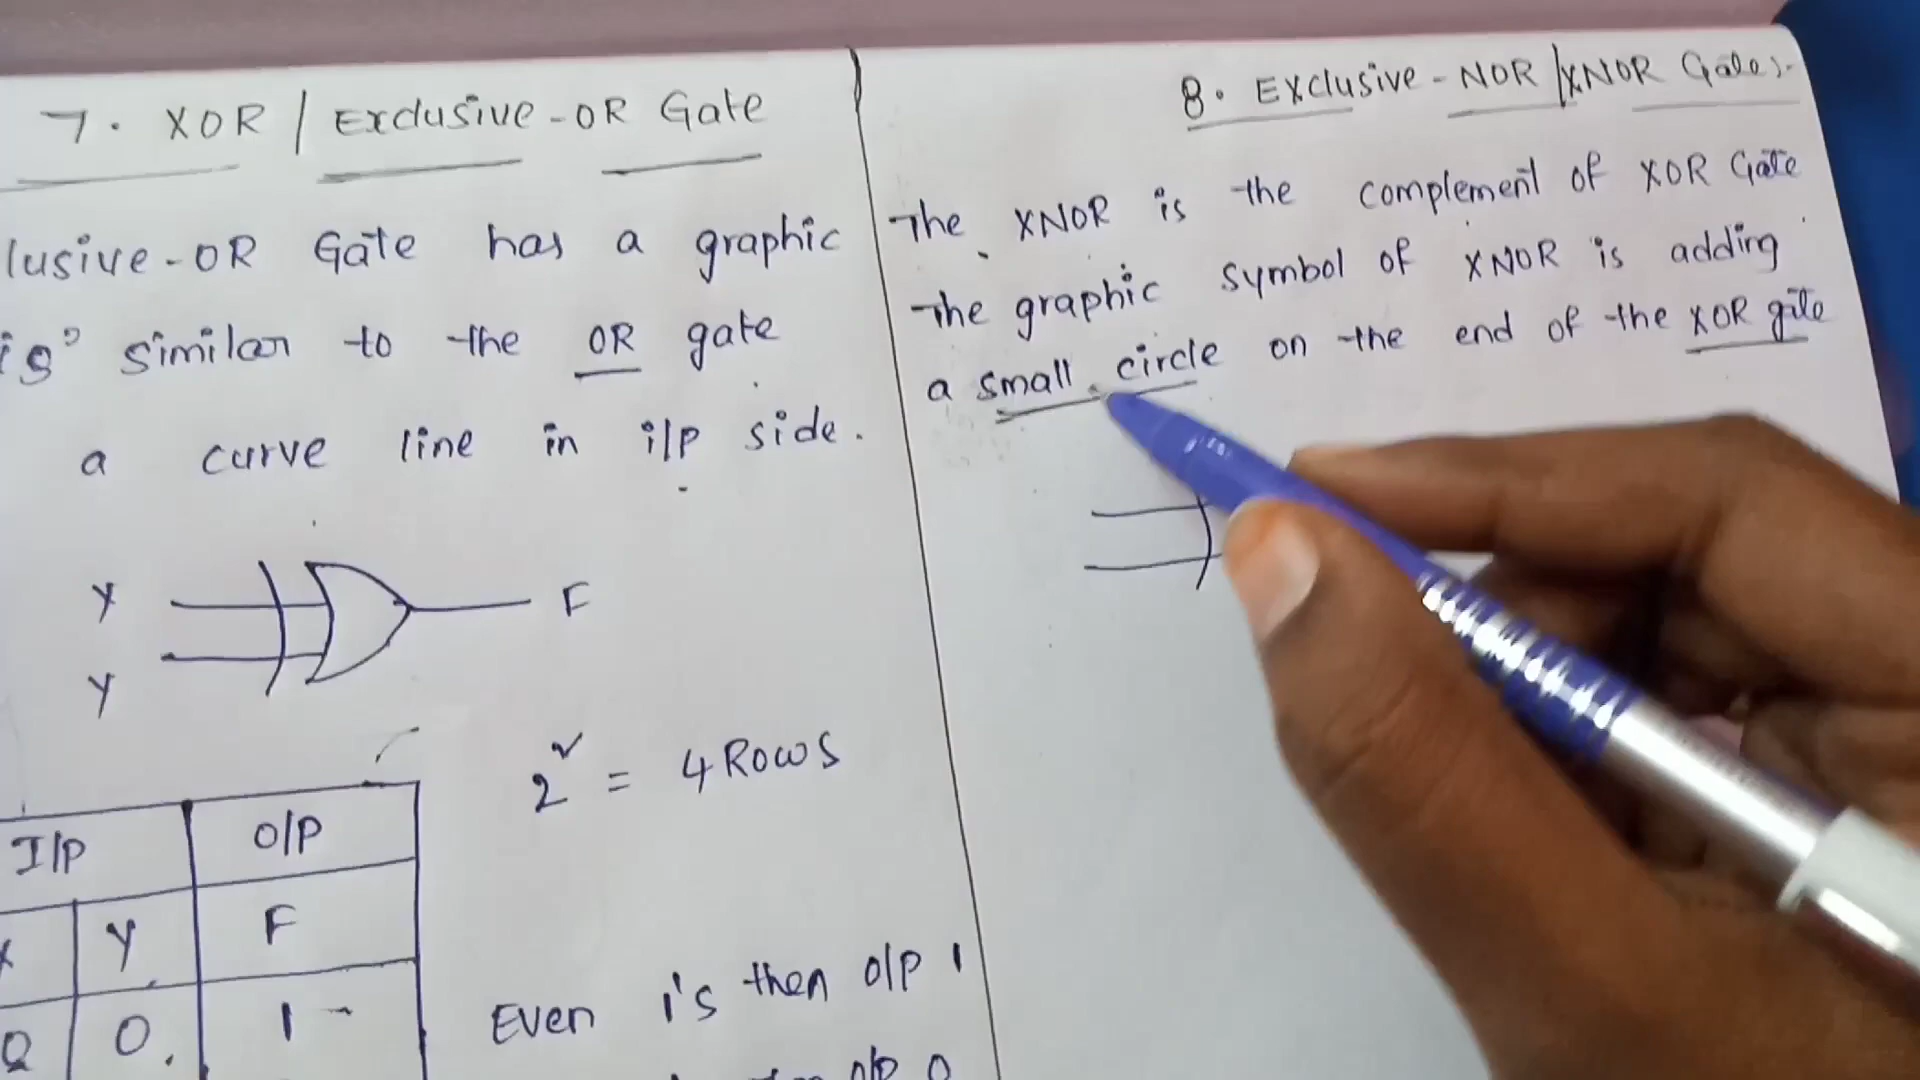 7. XOR / Exclusive-OR Gate
lusive-OR Gate has a graphic
similar to the OR gate
a curve line in i/p side.
X
F
Y
2 = 4 Rows
I/P O/P
Y F
0 1
Even 1's then O/P 1
O/P 0
8. Exclusive-NOR/XNOR Gate:-
The XNOR is the complement of XOR Gate
The graphic symbol of XNOR is adding
a small circle on the end of the XOR gate